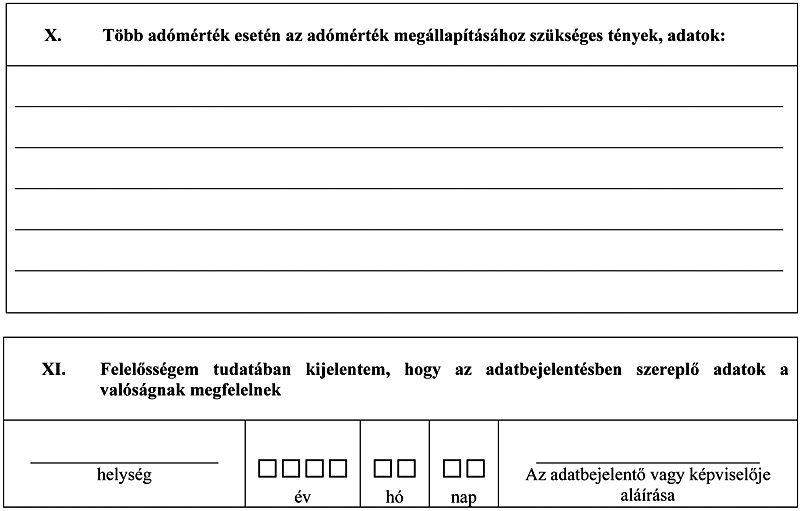 X. Több adómérték esetén az adómérték megállapításához szükséges tények, adatok:
XI. Felelősségem tudatában kijelentem, hogy az adatbejelentésben szereplő adatok a
valóságnak megfelelnek
helység
év
hó
nap
Az adatbejelentő vagy képviselője
aláírása